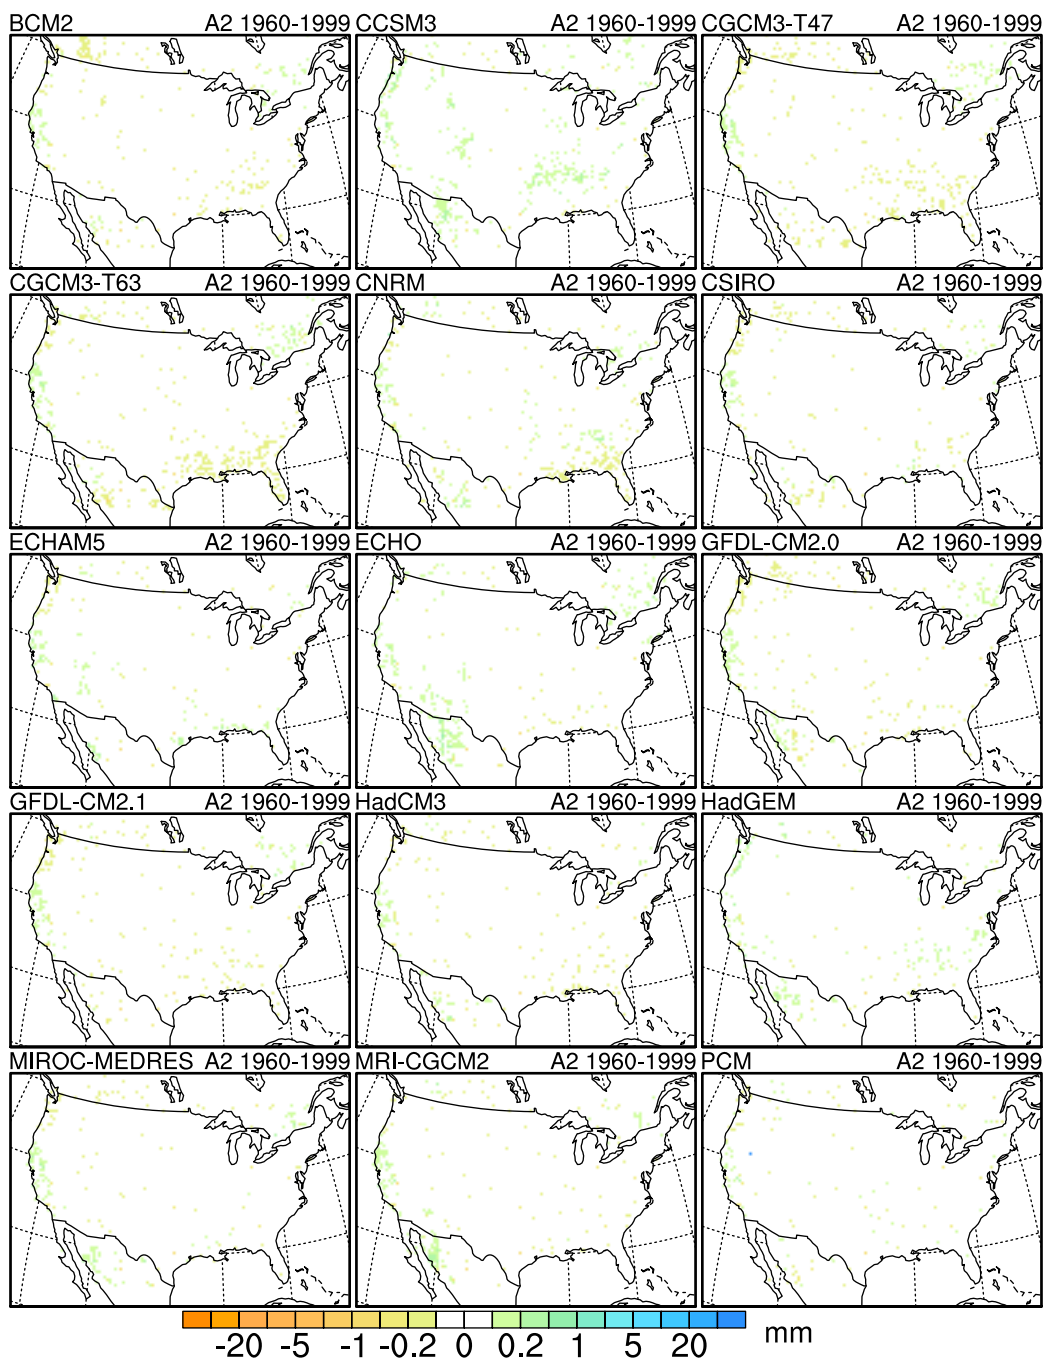 BCM2 A2 1960-1999 CCSM3 A2 1960-1999 CGCM3-T47 A2 1960-1999
CGCM3-T63 A2 1960-1999 CNRM A2 1960-1999 CSIRO A2 1960-1999
ECHAM5 A2 1960-1999 ECHO A2 1960-1999 GFDL-CM2.0 A2 1960-1999
GFDL-CM2.1 A2 1960-1999 HadCM3 A2 1960-1999 HadGEM A2 1960-1999
MIROC-MEDRES A2 1960-1999 MRI-CGCM2 A2 1960-1999 PCM A2 1960-1999
-20 -5 -1 -0.2 0 0.2 1 5 20 mm